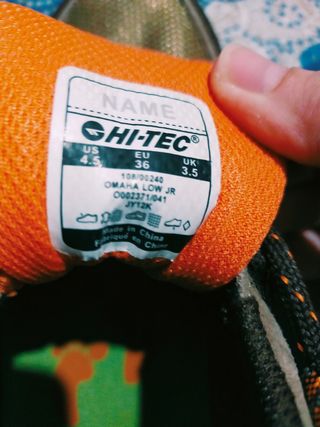 NAME
HI-TEC
US EU UK
4.5 36 3.5
108/00240
OMAHA LOW JR
O002371/041
JY12K
Made in China
Fabriqué en China